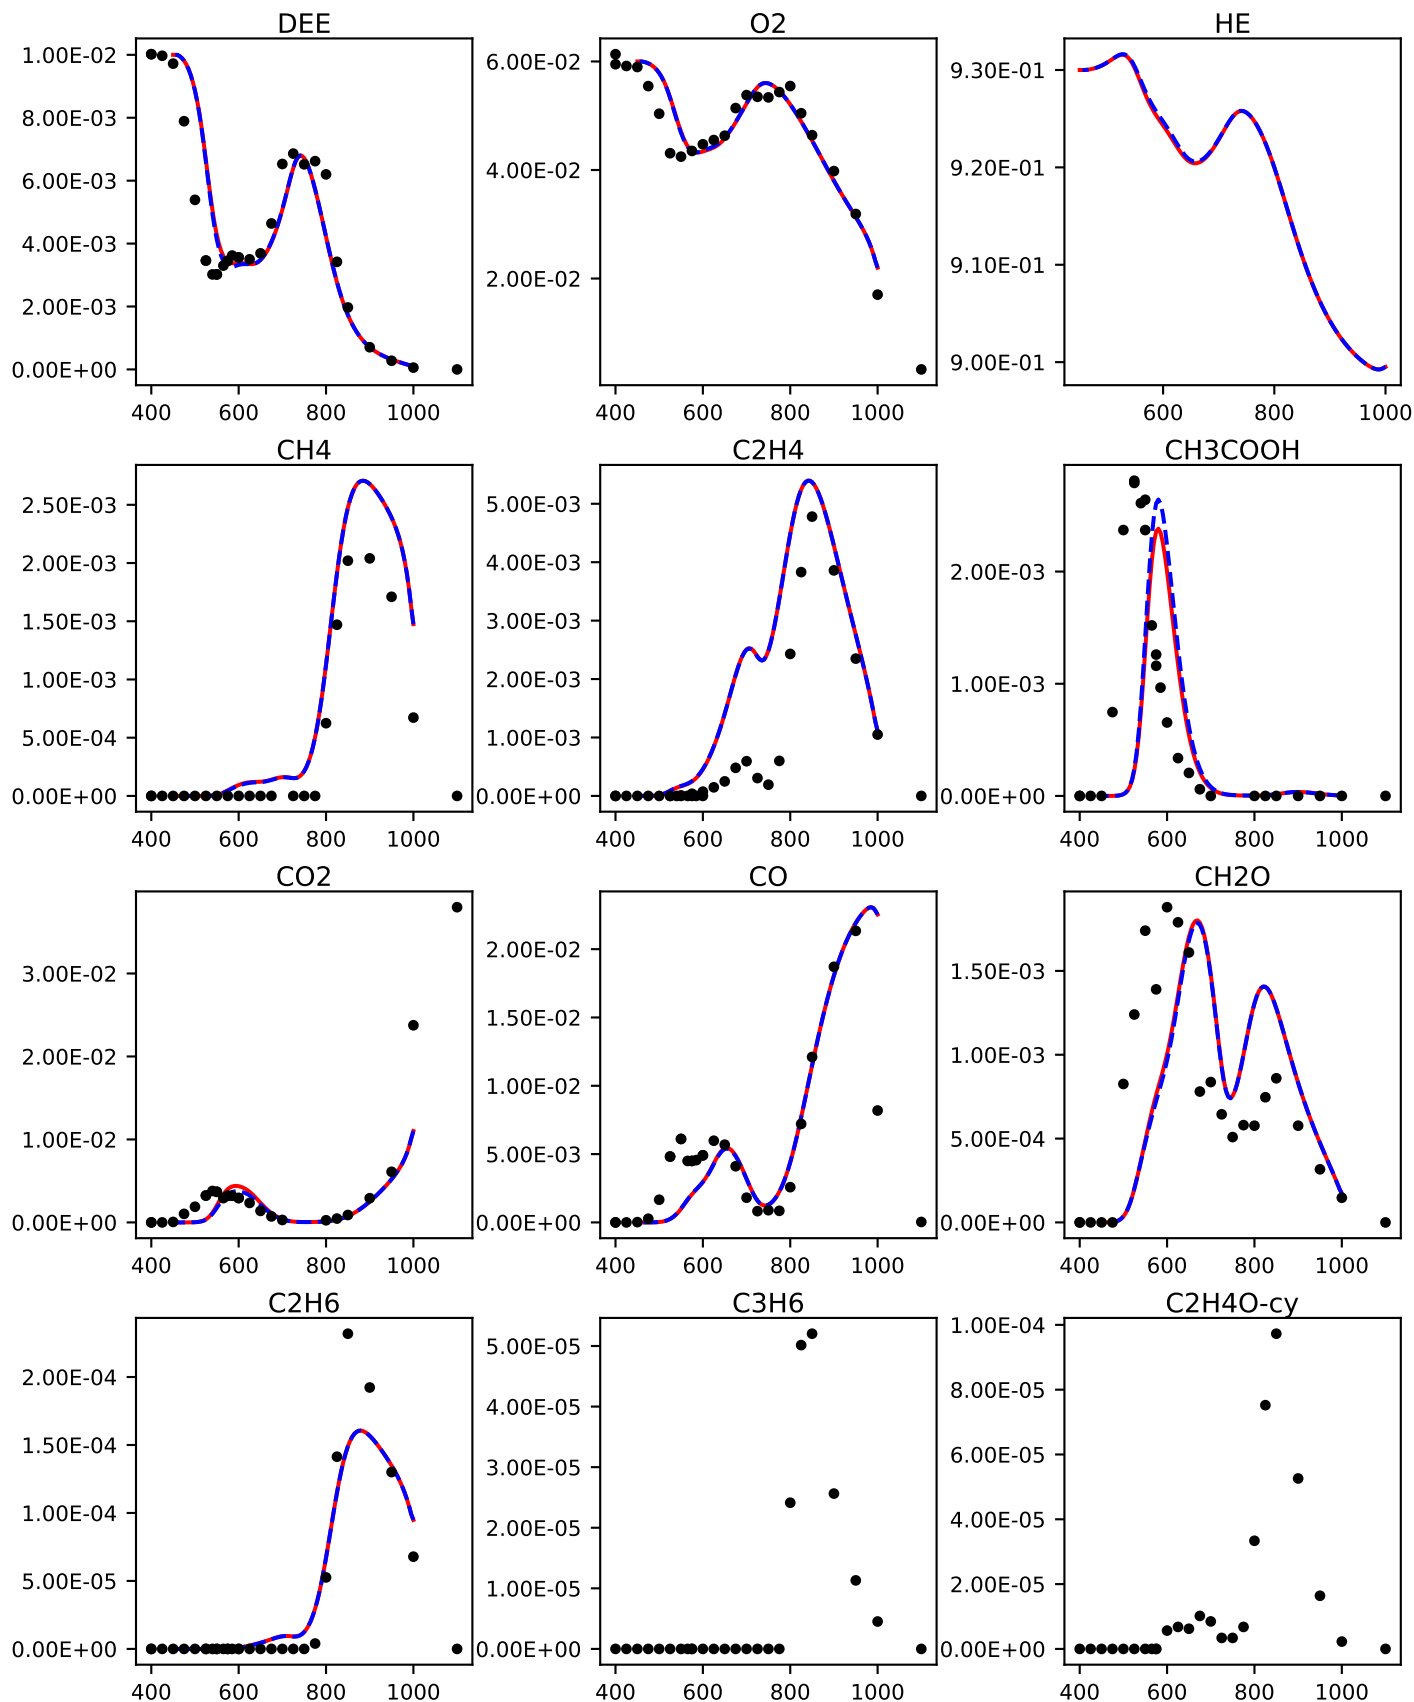 DEE O2 HE
1.00E-02 6.00E-02 9.30E-01
8.00E-03
6.00E-03 4.00E-02 9.20E-01
4.00E-03 2.00E-02 9.10E-01
2.00E-03
0.00E+00 9.00E-01
400 600 800 1000 400 600 800 1000 600 800 1000
CH4 C2H4 CH3COOH
2.50E-03 5.00E-03
2.00E-03 4.00E-03 2.00E-03
1.50E-03 3.00E-03
1.00E-03 2.00E-03 1.00E-03
5.00E-04 1.00E-03
0.00E+00 0.00E+00 0.00E+00
400 600 800 1000 400 600 800 1000 400 600 800 1000
CO2 CO CH2O
3.00E-02 2.00E-02 1.50E-03
2.00E-02 1.50E-02 1.00E-03
1.00E-02 1.00E-02 5.00E-04
5.00E-03
0.00E+00 0.00E+00 0.00E+00
400 600 800 1000 400 600 800 1000 400 600 800 1000
C2H6 C3H6 C2H4O-cy
2.00E-04 5.00E-05 1.00E-04
1.50E-04 4.00E-05 8.00E-05
1.00E-04 3.00E-05 6.00E-05
5.00E-05 2.00E-05 4.00E-05
1.00E-05 2.00E-05
0.00E+00 0.00E+00 0.00E+00
400 600 800 1000 400 600 800 1000 400 600 800 1000